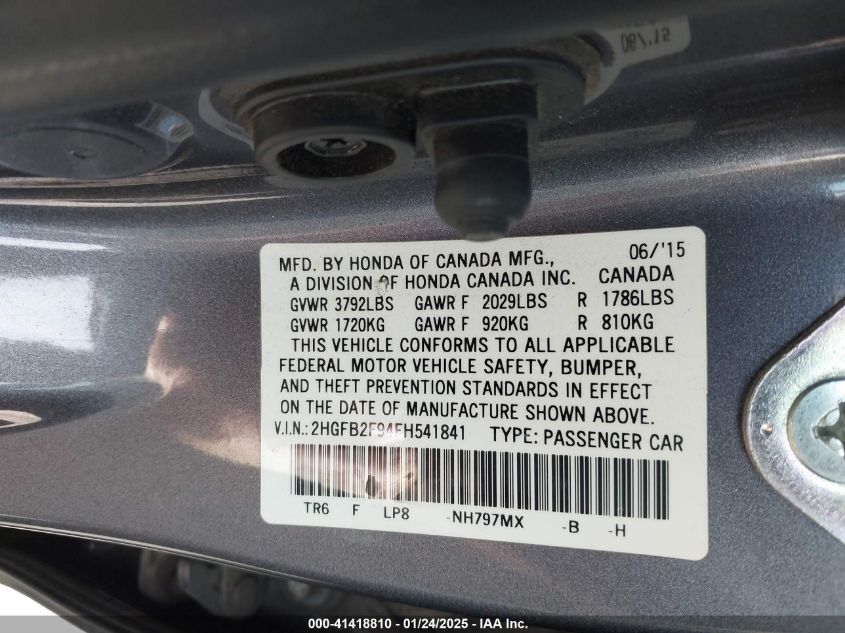 06/'15
MFD. BY HONDA OF CANADA MFG., 06/'15
A DIVISION OF HONDA CANADA INC. CANADA
GVWR 3792LBS GAWR F 2029LBS R 1786LBS
GVWR 1720KG GAWR F 920KG R 810KG
THIS VEHICLE CONFORMS TO ALL APPLICABLE
FEDERAL MOTOR VEHICLE SAFETY, BUMPER,
AND THEFT PREVENTION STANDARDS IN EFFECT
ON THE DATE OF MANUFACTURE SHOWN ABOVE.
V.I.N.: 2HGFB2F94FH541841 TYPE: PASSENGER CAR
TR6 F LP8 -NH797MX -B -H
000-41418810 - 01/24/2025 - IAA Inc.